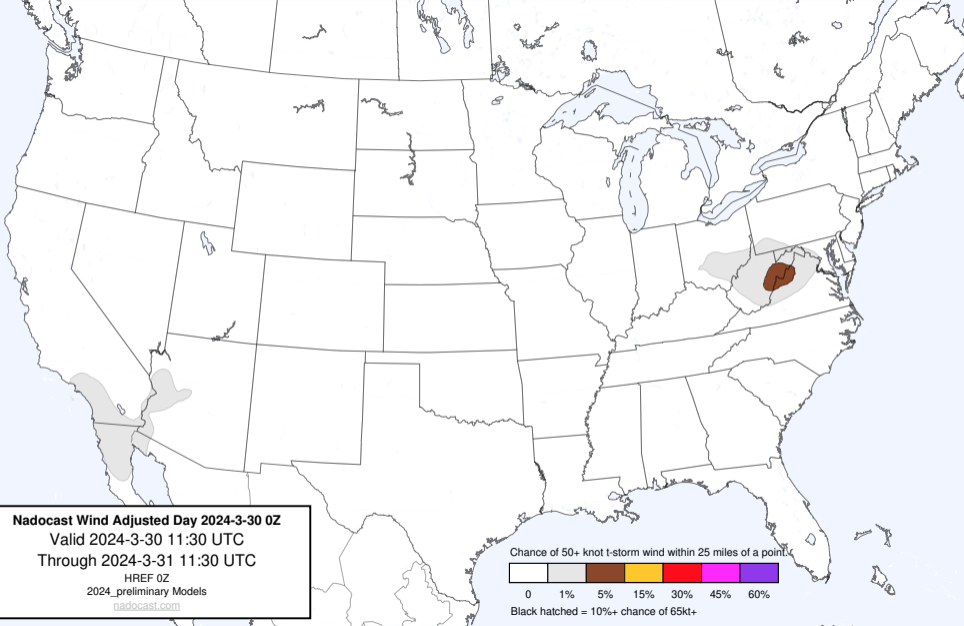 Nadocast Wind Adjusted Day 2024-3-30 0Z
Valid 2024-3-30 11:30 UTC
Through 2024-3-31 11:30 UTC
HREF 0Z
2024_preliminary Models
nadocast.com
Chance of 50+ knot t-storm wind within 25 miles of a point.
0 1% 5% 15% 30% 45% 60%
Black hatched = 10%+ chance of 65kt+